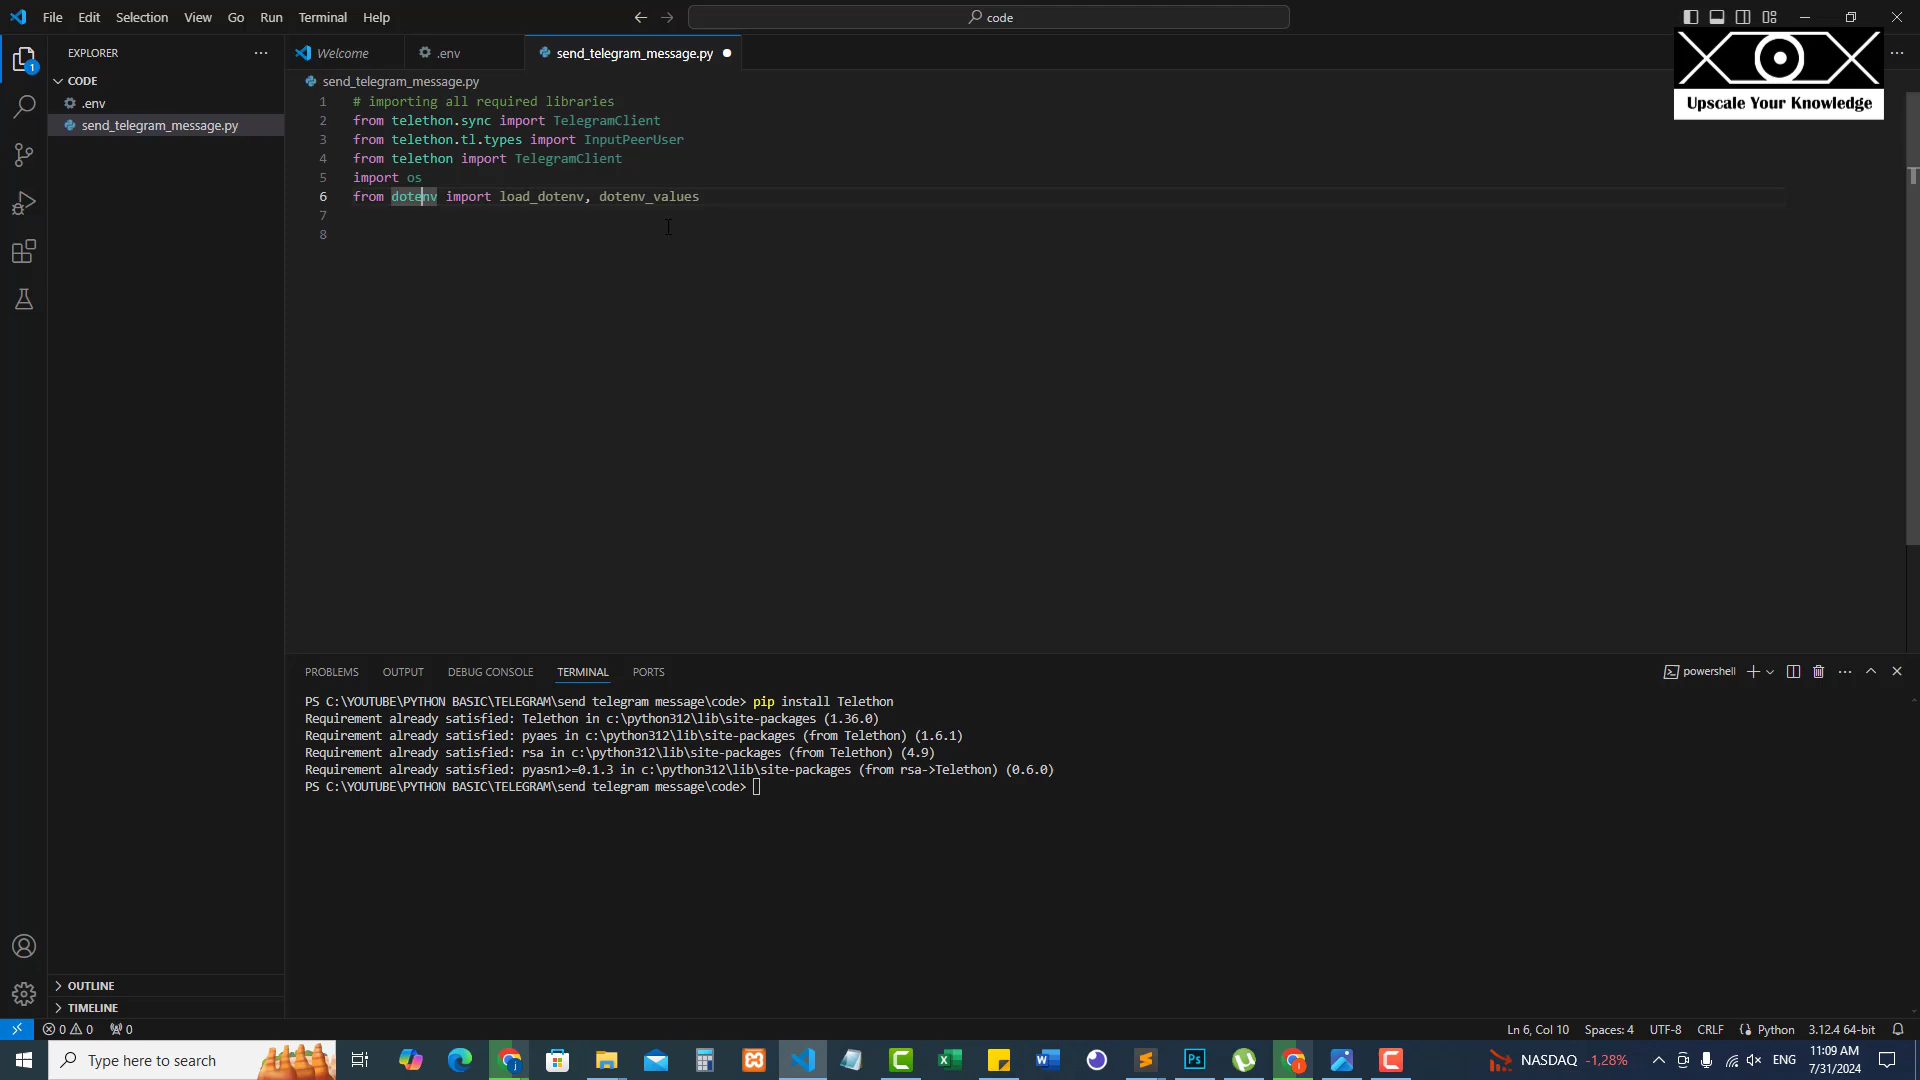 File Edit Selection View Go Run Terminal Help
code
EXPLORER
1
CODE
.env
send_telegram_message.py
OUTLINE
TIMELINE
Welcome
.env
send_telegram_message.py
send_telegram_message.py
Upscale Your Knowledge
1 # importing all required libraries
2 from telethon.sync import TelegramClient
3 from telethon.tl.types import InputPeerUser
4 from telethon import TelegramClient
5 import os
6 from dotenv import load_dotenv, dotenv_values
7
8
PROBLEMS OUTPUT DEBUG CONSOLE TERMINAL PORTS
powershell
PS C:\YOUTUBE\PYTHON BASIC\TELEGRAM\send telegram message\code> pip install Telethon
Requirement already satisfied: Telethon in c:\python312\lib\site-packages (1.36.0)
Requirement already satisfied: pyaes in c:\python312\lib\site-packages (from Telethon) (1.6.1)
Requirement already satisfied: rsa in c:\python312\lib\site-packages (from Telethon) (4.9)
Requirement already satisfied: pyasn1>=0.1.3 in c:\python312\lib\site-packages (from rsa->Telethon) (0.6.0)
PS C:\YOUTUBE\PYTHON BASIC\TELEGRAM\send telegram message\code>
0 0 0
Ln 6, Col 10 Spaces: 4 UTF-8 CRLF Python 3.12.4 64-bit
Type here to search
Ps
NASDAQ -1,28%
ENG
11:09 AM
7/31/2024